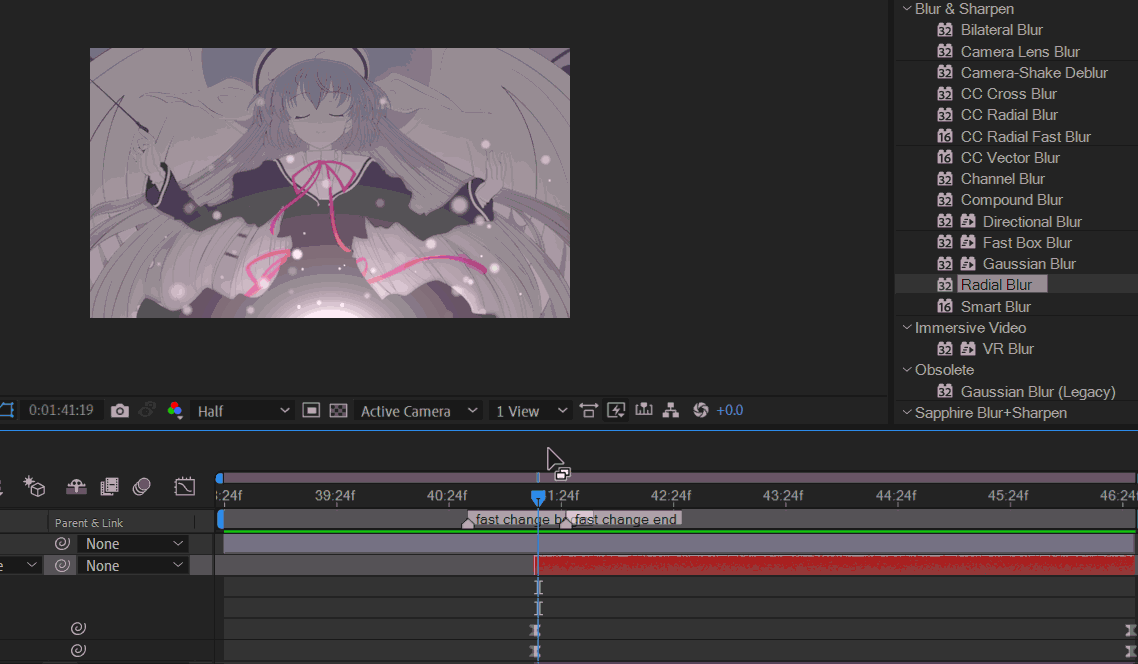 Blur & Sharpen
32 Bilateral Blur
32 Camera Lens Blur
32 Camera-Shake Deblur
32 CC Cross Blur
32 CC Radial Blur
16 CC Radial Fast Blur
16 CC Vector Blur
32 Channel Blur
32 Compound Blur
32 Directional Blur
32 Fast Box Blur
32 Gaussian Blur
32 Radial Blur
16 Smart Blur
Immersive Video
32 VR Blur
Obsolete
32 Gaussian Blur (Legacy)
Sapphire Blur+Sharpen
0:01:41:19 Half Active Camera 1 View +0.0
:24f 39:24f 40:24f 41:24f 42:24f 43:24f 44:24f 45:24f 46:24f
Parent & Link
fast change b fast change end
None
e None